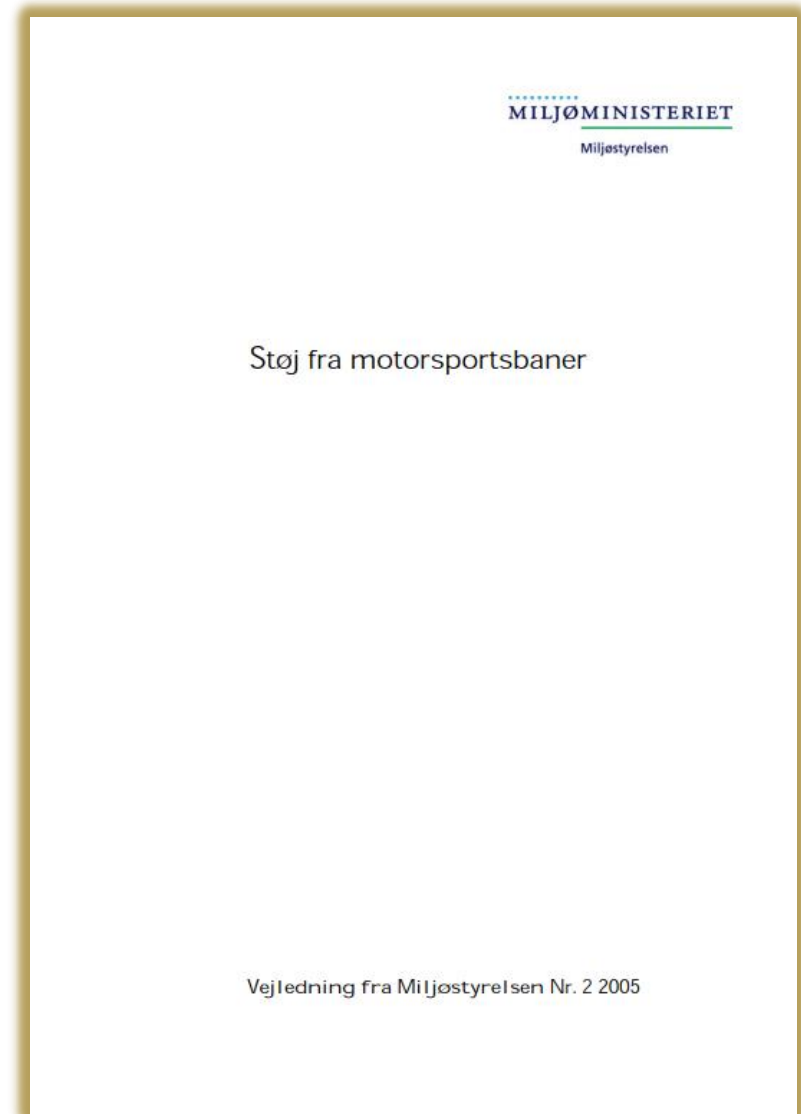 MILJØMINISTERIET
Miljøstyrelsen
Støj fra motorsportsbaner
Vejledning fra Miljøstyrelsen Nr. 2 2005